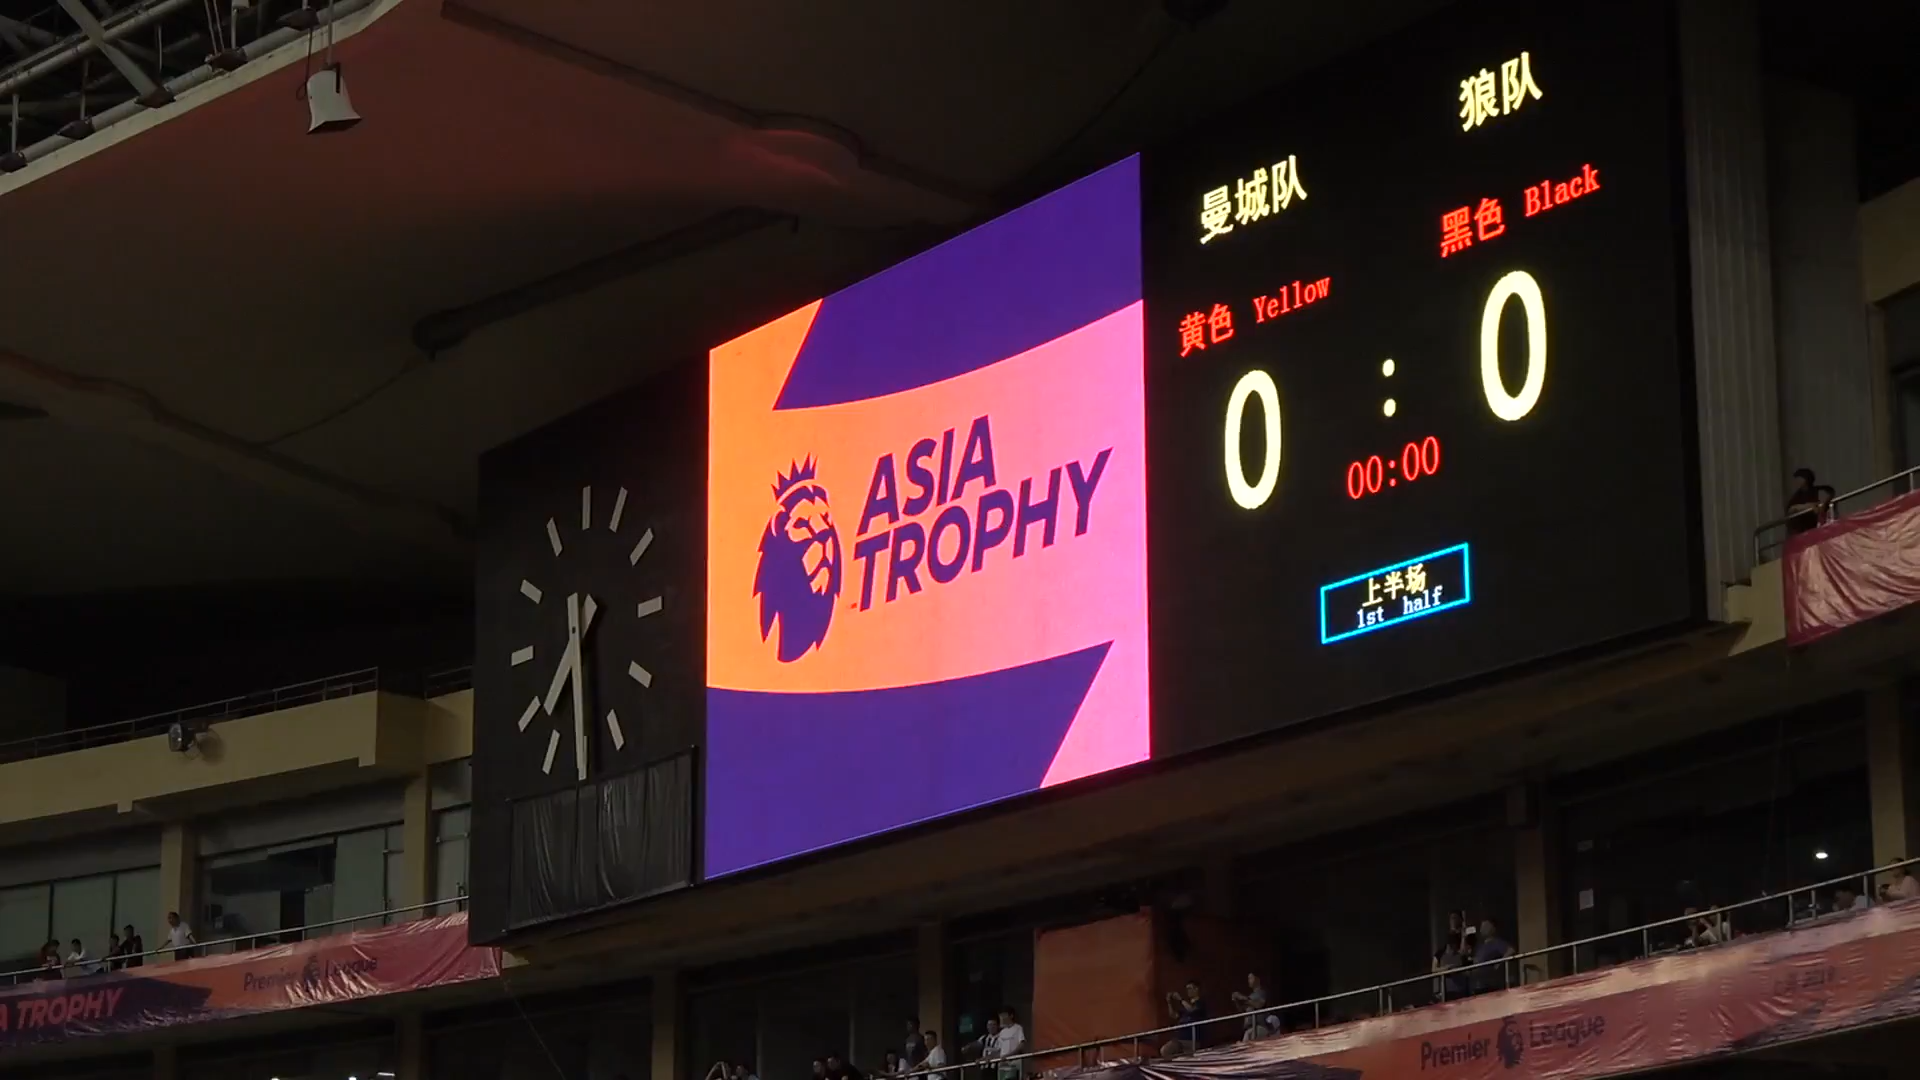 狼队
曼城队
黑色 Black
黄色 Yellow
0 : 0
00:00
ASIA
TROPHY
上半场
1st half
Premier League
A TROPHY
Premier League